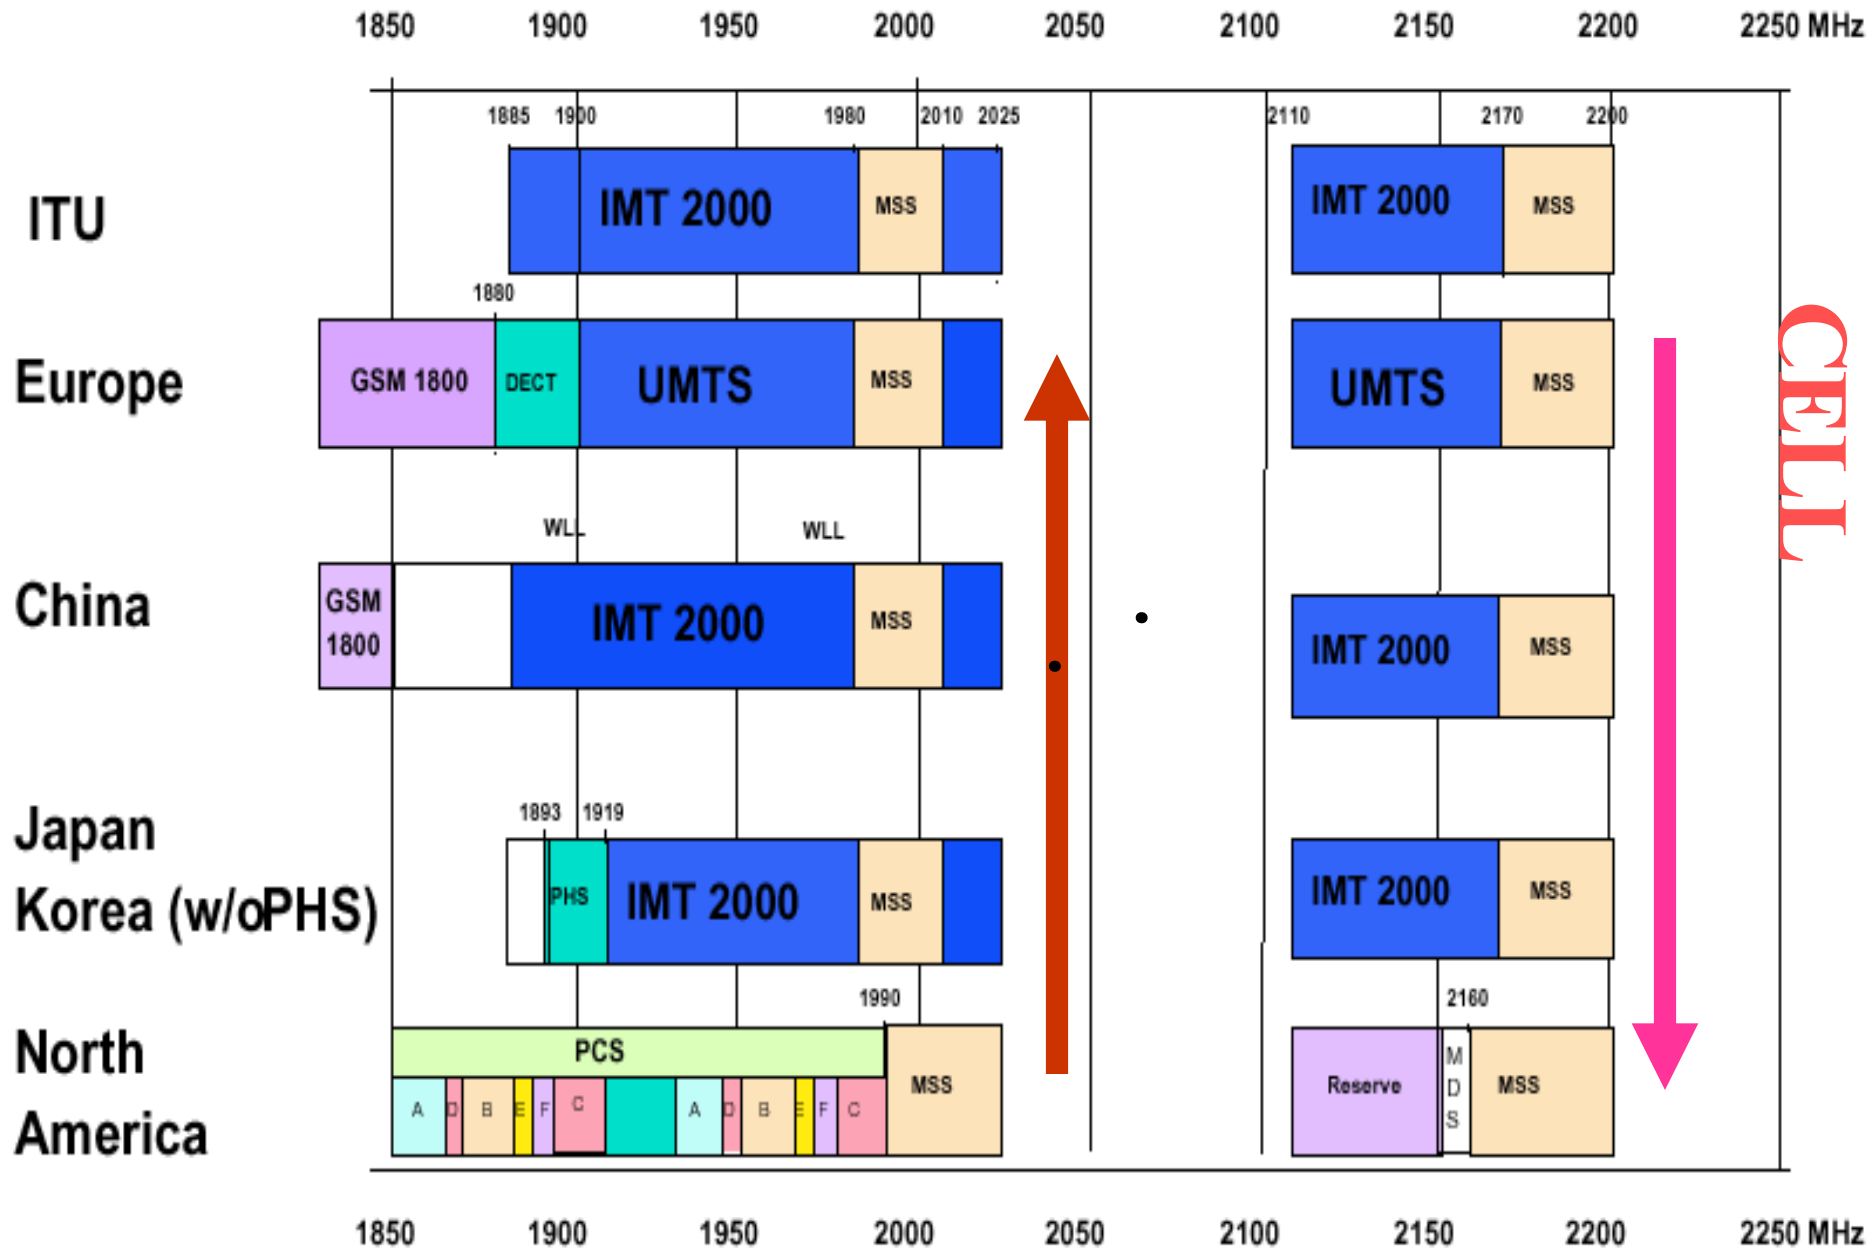 1850 1900 1950 2000 2050 2100 2150 2200 2250 MHz
1885 1900 1980 2010 2025 2110 2170 2200
ITU IMT 2000 MSS IMT 2000 MSS
1880
Europe GSM 1800 DECT UMTS MSS UMTS MSS
CELL
WLL WLL
China GSM 1800 IMT 2000 MSS IMT 2000 MSS
1893 1919
Japan
Korea (w/oPHS) PHS IMT 2000 MSS IMT 2000 MSS
1990 2160
North
America
PCS
A D B E F C A D B E F C
MSS
Reserve
MDS
MSS
1850 1900 1950 2000 2050 2100 2150 2200 2250 MHz